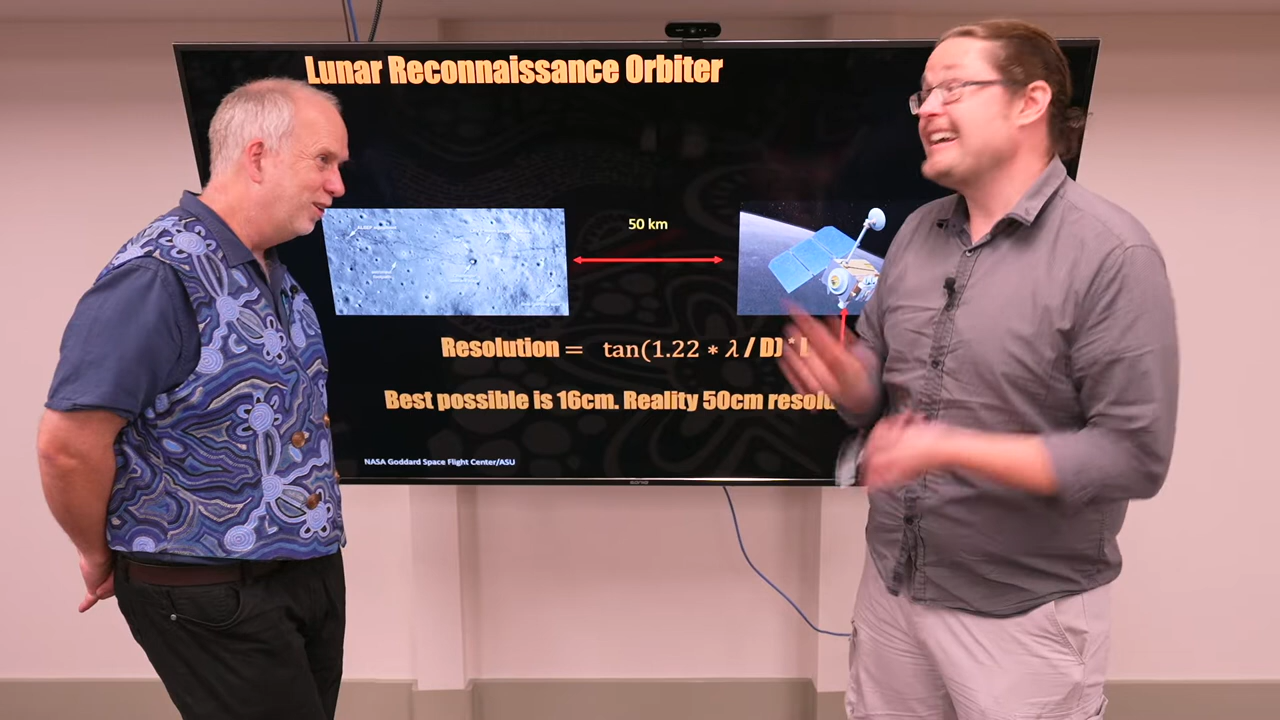 Lunar Reconnaissance Orbiter
50 km
Resolution = tan(1.22 * λ / D) *
Best possible is 16cm. Reality 50cm
NASA Goddard Space Flight Center/ASU